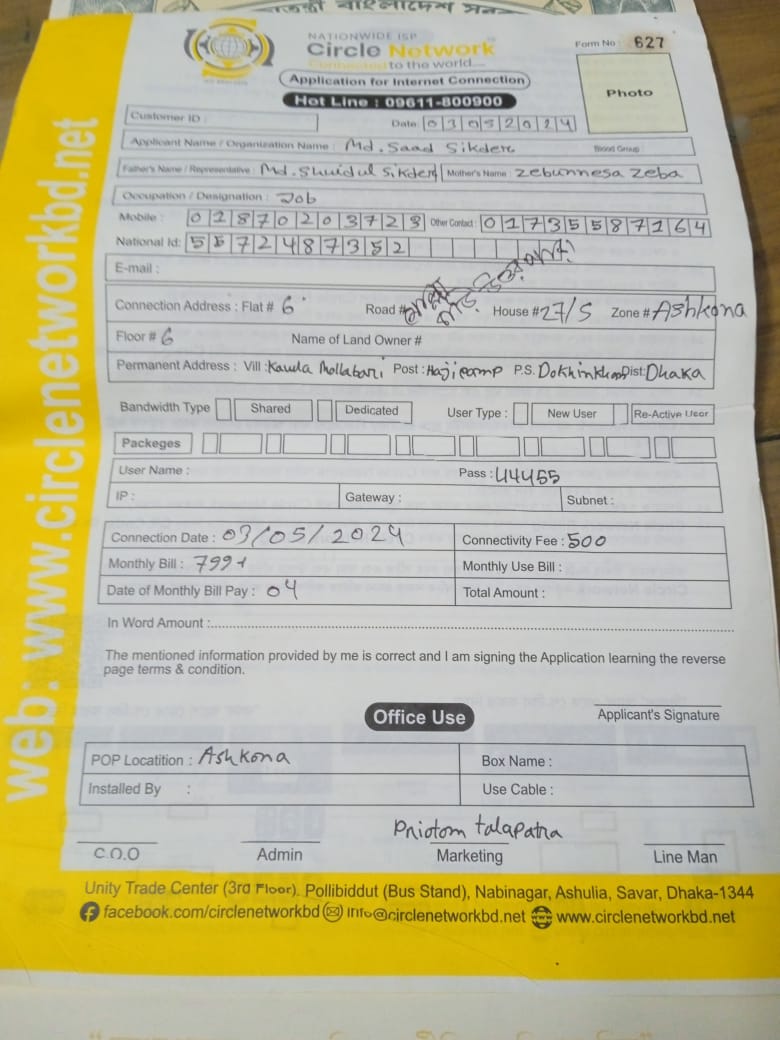 NATIONWIDE ISP
Circle Network
Connected to the world....
Form No : 627
Application for Internet Connection
Hot Line : 09611-800900
Photo
Customer ID :
Date: 03052024
Applicant Name / Organization Name : Md. Saad Sikder
Blood Group :
Father's Name / Representative : Md. Shuidul Sikder Mother's Name : Zebunnesa Zeba
Occupation / Designation : Job
Mobile : 01870203723 Other Contact : 01735587164
National Id: 5572487352
E-mail :
Connection Address : Flat # 6 Road # House # 27/5 Zone # Ashkona
Floor # 6 Name of Land Owner #
Permanent Address : Vill : Kawla Mollabari Post : Hajicamp P.S. Dokhinkhan Dist: Dhaka
Bandwidth Type Shared Dedicated User Type : New User Re-Active User
Packeges
User Name : Pass : 44455
IP : Gateway : Subnet :
Connection Date : 03/05/2024 Connectivity Fee : 500
Monthly Bill : 799 Monthly Use Bill :
Date of Monthly Bill Pay : 04 Total Amount :
In Word Amount :
The mentioned information provided by me is correct and I am signing the Application learning the reverse
page terms & condition.
Office Use
Applicant's Signature
POP Locatition : Ashkona Box Name :
Installed By : Use Cable :
Priotom talapatra
C.O.O Admin Marketing Line Man
Unity Trade Center (3rd Floor). Pollibiddut (Bus Stand), Nabinagar, Ashulia, Savar, Dhaka-1344
facebook.com/circlenetworkbd info@circlenetworkbd.net www.circlenetworkbd.net
web: www.circlenetworkbd.net